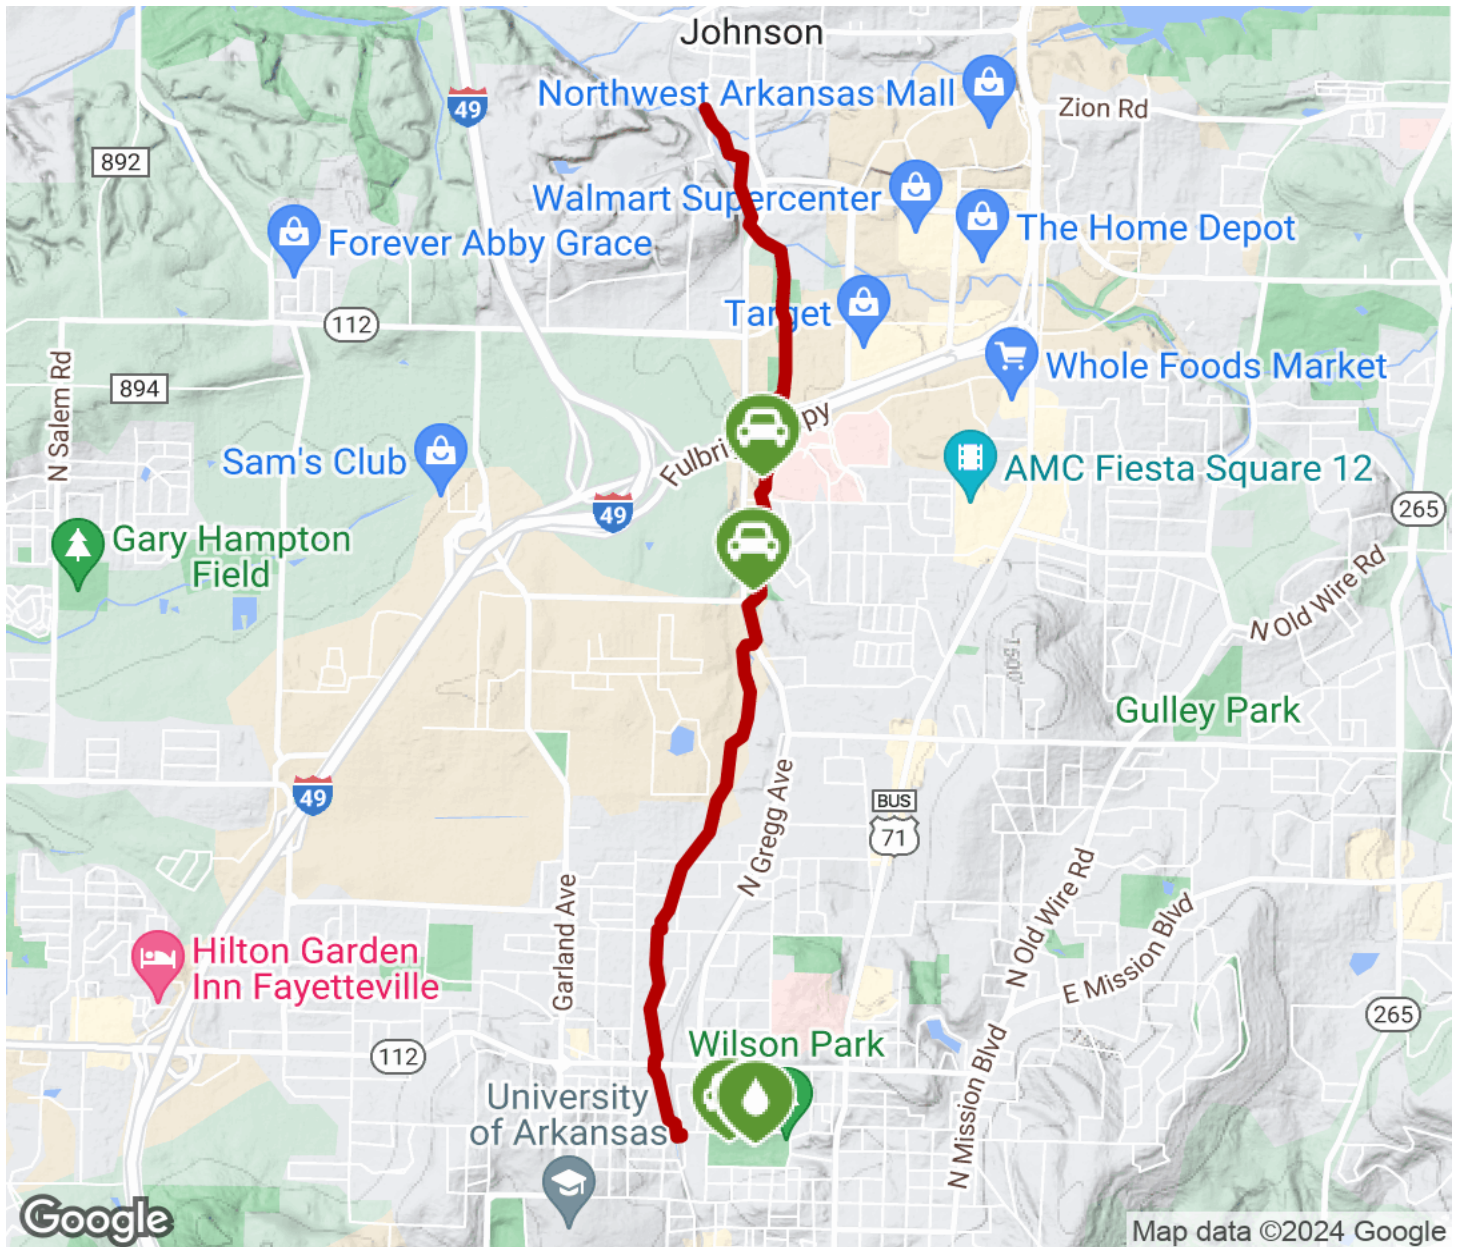 Johnson
49
Northwest Arkansas Mall
Zion Rd
892
Walmart Supercenter
The Home Depot
Forever Abby Grace
112
Target
Whole Foods Market
894
N Salem Rd
Sam's Club
Fulbri
py
AMC Fiesta Square 12
49
265
Gary Hampton
Field
N Old Wire Rd
1500'
Gulley Park
49
N Gregg Ave
BUS
71
N Old Wire Rd
E Mission Blvd
Garland Ave
Hilton Garden
Inn Fayetteville
265
112
Wilson Park
N Mission Blvd
University
of Arkansas
Google
Map data ©2024 Google